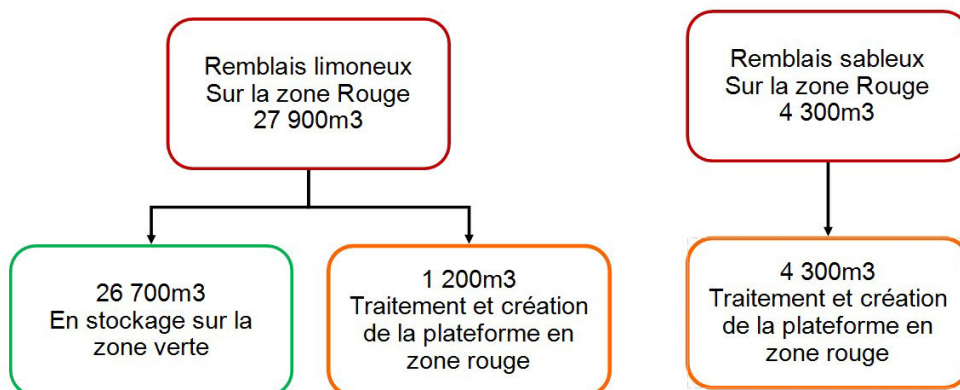 Remblais limoneux
Sur la zone Rouge
27 900m3
Remblais sableux
Sur la zone Rouge
4 300m3
26 700m3
En stockage sur la
zone verte
1 200m3
Traitement et création
de la plateforme en
zone rouge
4 300m3
Traitement et création
de la plateforme en
zone rouge